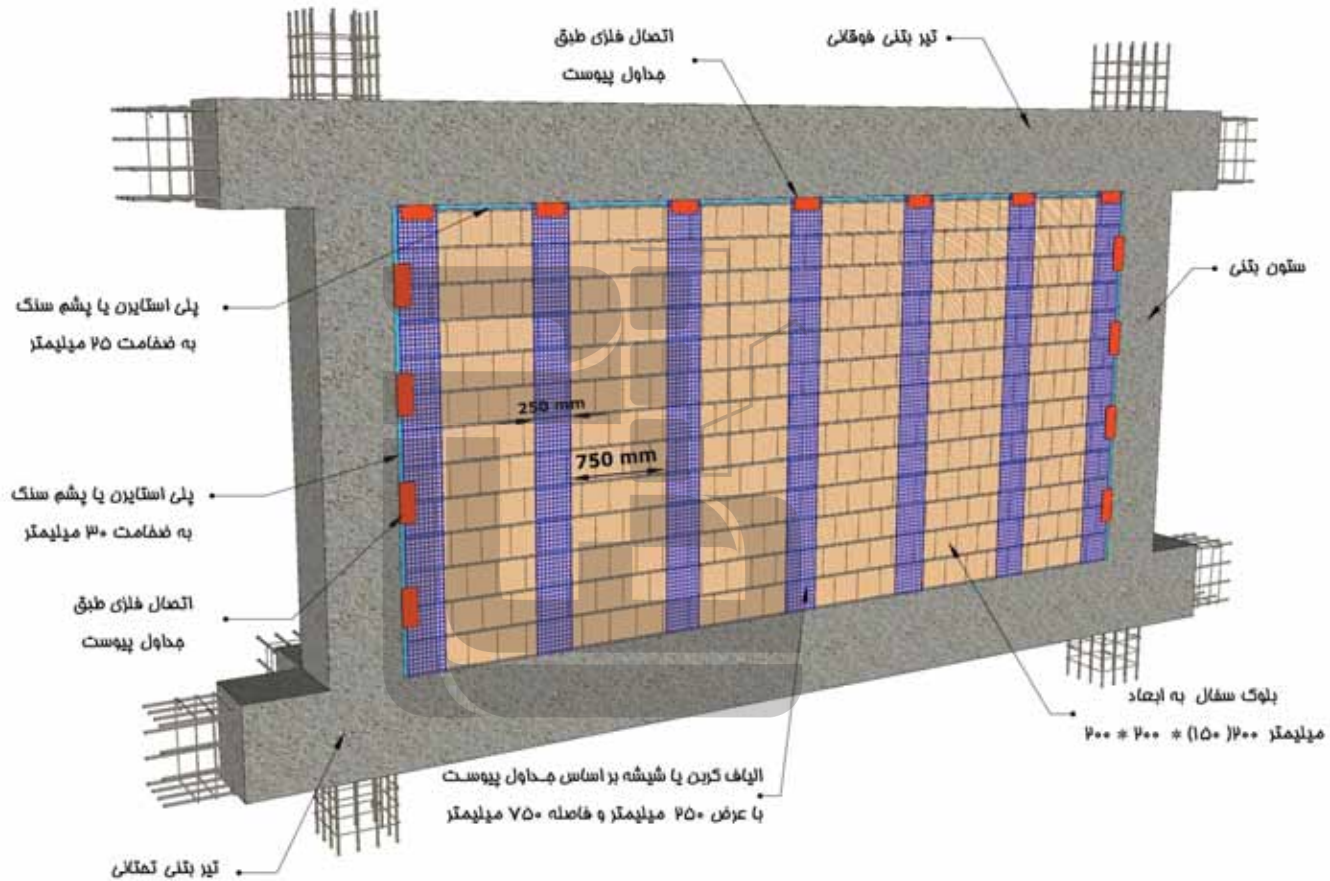 اتصال فلزی طبق
جداول پیوست
تیر بتنی فوقانی
ستون بتنی
پلی استایرن یا پشم سنگ
به ضخامت ۲۵ میلیمتر
250 mm
750 mm
پلی استایرن یا پشم سنگ
به ضخامت ۳۰ میلیمتر
اتصال فلزی طبق
جداول پیوست
بلوک سفال به ابعاد
۲۰۰ * ۲۰۰ * (۱۵۰)۲۰۰ میلیمتر
الیاف کربن یا شیشه بر اساس جداول پیوست
با عرض ۲۵۰ میلیمتر و فاصله ۷۵۰ میلیمتر
تیر بتنی تحتانی